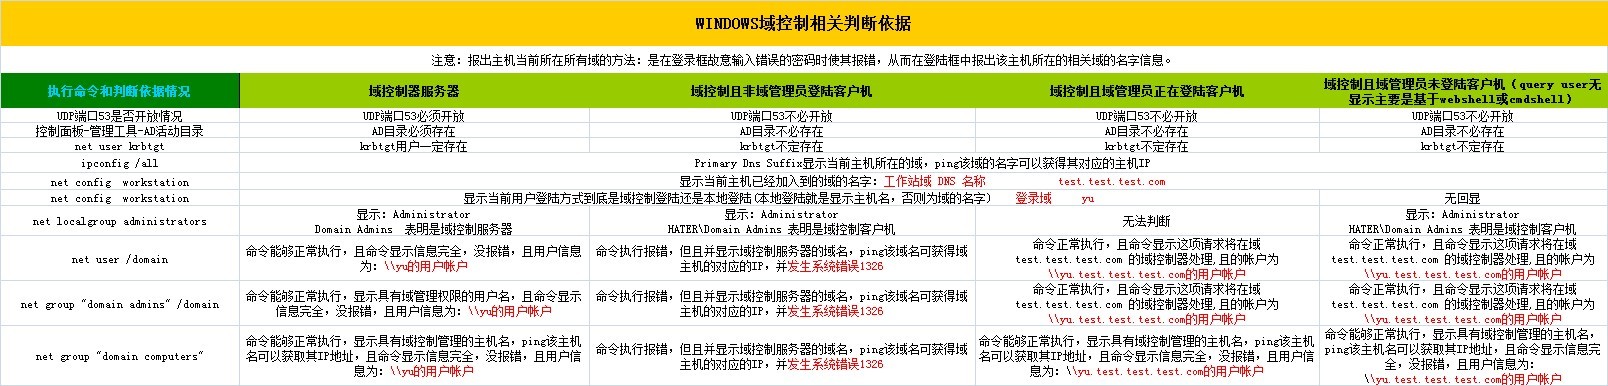 WINDOWS域控制相关判断依据
注意：报出主机当前所在所有域的方法：是在登录框故意输入错误的密码时使其报错，从而在登陆框中报出该主机所在的相关域的名字信息。
执行命令和判断依据情况
域控制器服务器
域控制且非域管理员登陆客户机
域控制且域管理员正在登陆客户机
域控制且域管理员未登陆客户机（query user无
显示主要是基于webshell或cmdshell）
UDP端口53是否开放情况
UDP端口53必须开放
UDP端口53不必开放
UDP端口53不必开放
UDP端口53不必开放
控制面板-管理工具-AD活动目录
AD目录必须存在
AD目录不必存在
AD目录不必存在
AD目录不必存在
net user krbtgt
krbtgt用户一定存在
krbtgt不定存在
krbtgt不定存在
krbtgt不定存在
ipconfig /all
Primary Dns Suffix显示当前主机所在的域，ping该域的名字可以获得其对应的主机IP
net config  workstation
显示当前主机已经加入到的域的名字：工作站域 DNS 名称          test.test.test.com
net config  workstation
显示当前用户登陆方式到底是域控制登陆还是本地登陆(本地登陆就是显示主机名，否则为域的名字)   登录域    yu
无回显
net localgroup administrators
显示：Administrator
Domain Admins  表明是域控制服务器
显示：Administrator
HATER\Domain Admins 表明是域控制客户机
无法判断
显示：Administrator
HATER\Domain Admins 表明是域控制客户机
net user /domain
命令能够正常执行，且命令显示信息完全，没报错，且用户信息
为：\\yu的用户帐户
命令执行报错，但且并显示域控制服务器的域名，ping该域名可获得域
主机的对应的IP，并发生系统错误1326
命令正常执行，且命令显示这项请求将在域
test.test.test.com 的域控制器处理,且的帐户为
\\yu.test.test.test.com的用户帐户
命令正常执行，且命令显示这项请求将在域
test.test.test.com 的域控制器处理,且的帐户为
\\yu.test.test.test.com的用户帐户
net group "domain admins" /domain
命令能够正常执行，显示具有域管理权限的用户名，且命令显示
信息完全，没报错，且用户信息为：\\yu的用户帐户
命令执行报错，但且并显示域控制服务器的域名，ping该域名可获得域
主机的对应的IP，并发生系统错误1326
命令正常执行，且命令显示这项请求将在域
test.test.test.com 的域控制器处理,且的帐户为
\\yu.test.test.test.com的用户帐户
命令正常执行，且命令显示这项请求将在域
test.test.test.com 的域控制器处理,且的帐户为
\\yu.test.test.test.com的用户帐户
net group "domain computers"
命令能够正常执行，显示具有域控制管理的主机名，ping该主机
名可以获取其IP地址，且命令显示信息完全，没报错，且用户信
息为：\\yu的用户帐户
命令执行报错，但且并显示域控制服务器的域名，ping该域名可获得域
主机的对应的IP，并发生系统错误1326
命令能够正常执行，显示具有域控制管理的主机名，ping该主机
名可以获取其IP地址，且命令显示信息完全，没报错，且用户信
息为：\\yu.test.test.test.com的用户帐户
命令能够正常执行，显示具有域控制管理的主机名，
ping该主机名可以获取其IP地址，且命令显示信息完
全，没报错，且用户信息为：
\\yu.test.test.test.com的用户帐户